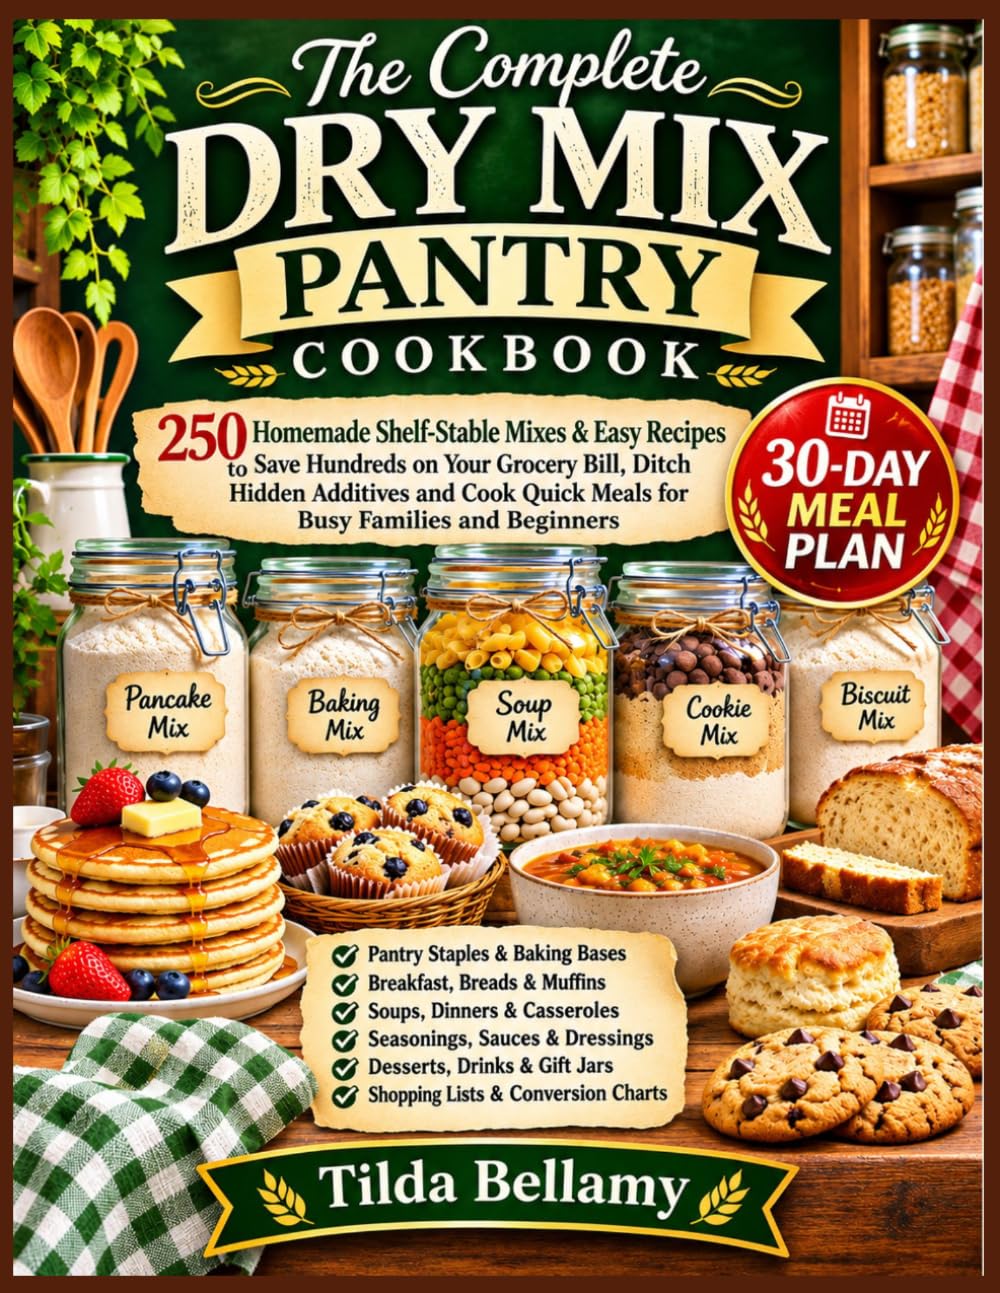 The Complete
DRY MIX
PANTRY
COOKBOOK
250 Homemade Shelf-Stable Mixes & Easy Recipes
to Save Hundreds on Your Grocery Bill, Ditch
Hidden Additives and Cook Quick Meals for
Busy Families and Beginners
30-DAY
MEAL
PLAN
Pancake
Mix
Baking
Mix
Soup
Mix
Cookie
Mix
Biscuit
Mix
Pantry Staples & Baking Bases
Breakfast, Breads & Muffins
Soups, Dinners & Casseroles
Seasonings, Sauces & Dressings
Desserts, Drinks & Gift Jars
Shopping Lists & Conversion Charts
Tilda Bellamy